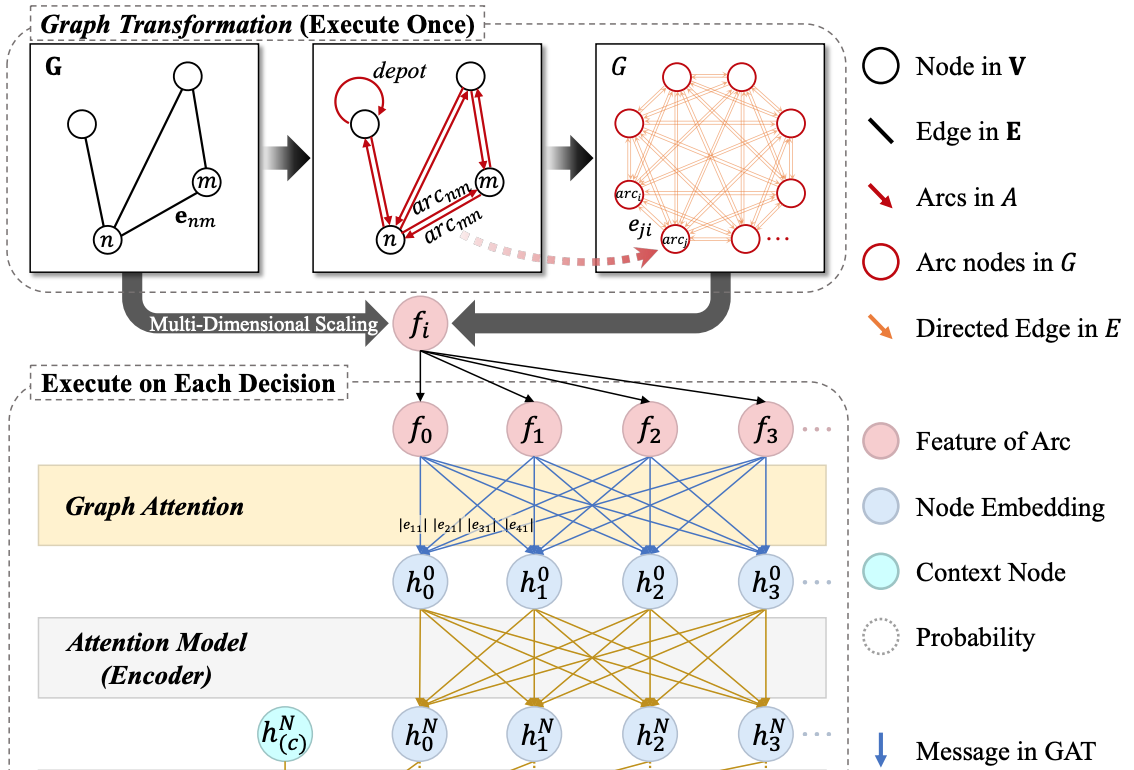 Graph Transformation (Execute Once)
G
n
m
e_{nm}
depot
n
m
arc_{nm}
arc_{mn}
G
arc_i
arc_j
e_{ji}
...
Node in V
Edge in E
Arcs in A
Arc nodes in G
Directed Edge in E
Multi-Dimensional Scaling
f_i
Execute on Each Decision
f_0 f_1 f_2 f_3 ...
Feature of Arc
Graph Attention
|e_{11}| |e_{21}| |e_{31}| |e_{41}|
Node Embedding
h_0^0 h_1^0 h_2^0 h_3^0 ...
Context Node
Attention Model
(Encoder)
Probability
h_{(c)}^N h_0^N h_1^N h_2^N h_3^N ...
Message in GAT